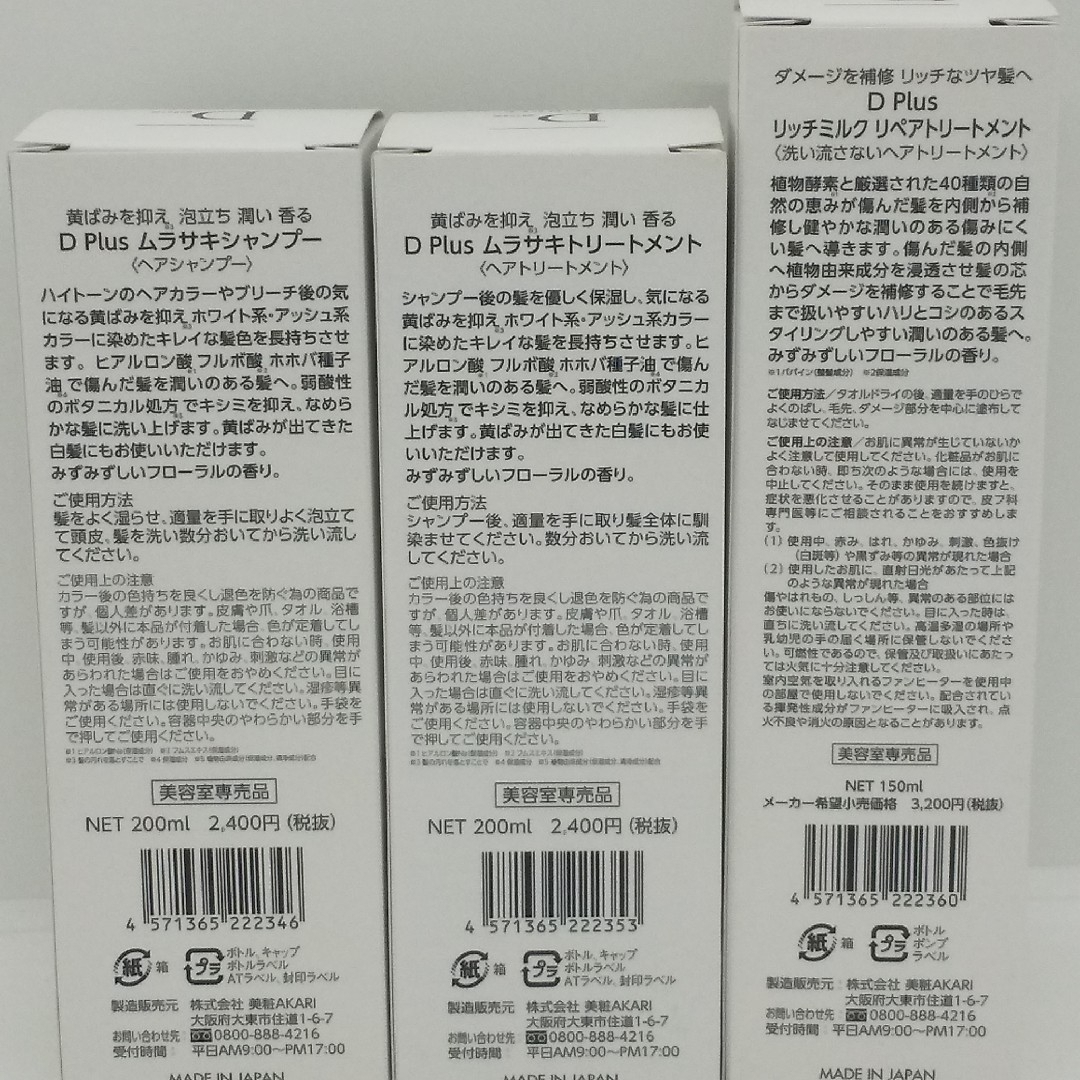 黄ばみを抑え 泡立ち 潤い 香る
D Plus ムラサキシャンプー
〈ヘアシャンプー〉
ハイトーンのヘアカラーやブリーチ後の気
になる黄ばみを抑え ホワイト系・アッシュ系
カラーに染めたキレイな髪色を長持ちさせ
ます。ヒアルロン酸 フルボ酸 ホホバ種子
油で傷んだ髪を潤いのある髪へ。弱酸性
のボタニカル処方 でキシミを抑え、なめら
かな髪に洗い上げます。黄ばみが出てきた
白髪にもお使いいただけます。
みずみずしいフローラルの香り。
ご使用方法
髪をよく湿らせ、適量を手に取りよく泡立て
て頭皮、髪を洗い数分おいてから洗い流し
てください。
ご使用上の注意
カラー後の色持ちを良くし退色を防ぐ為の商品で
すが、個人差があります。皮膚や爪、タオル、浴槽
等、髪以外に本品が付着した場合、色が定着してし
まう可能性があります。お肌に合わない時、使用
中、使用後、赤味、腫れ、かゆみ、刺激などの異常が
あらわれた場合はご使用をおやめください。目に
入った場合は直ぐに洗い流してください。湿疹等異
常がある場所には使用しないでください。手袋を
ご使用ください。容器中央のやわらかい部分を手
で押してご使用ください。
美容室専売品
NET 200ml 2,400円(税抜)
4 571365 222346
紙 箱
プラ ボトル、キャップ
ボトルラベル
ATラベル、封印ラベル
製造販売元 株式会社 美粧AKARI
大阪府大東市住道1-6-7
お問い合わせ先 0800-888-4216
受付時間 平日AM9:00〜PM17:00
MADE IN JAPAN
黄ばみを抑え 泡立ち 潤い 香る
D Plus ムラサキトリートメント
〈ヘアトリートメント〉
シャンプー後の髪を優しく保湿し、気になる
黄ばみを抑え ホワイト系・アッシュ系カラー
に染めたキレイな髪色を長持ちさせます。ヒ
アルロン酸 フルボ酸 ホホバ種子油で傷ん
だ髪を潤いのある髪へ。弱酸性のボタニカ
ル処方 でキシミを抑え、なめらかな髪に仕
上げます。黄ばみが出てきた白髪にもお使
いいただけます。
みずみずしいフローラルの香り。
ご使用方法
シャンプー後、適量を手に取り髪全体に馴
染ませてください。数分おいてから洗い流
してください。
ご使用上の注意
カラー後の色持ちを良くし退色を防ぐ為の商品で
すが、個人差があります。皮膚や爪、タオル、浴槽
等、髪以外に本品が付着した場合、色が定着してし
まう可能性があります。お肌に合わない時、使用
中、使用後、赤味、腫れ、かゆみ、刺激などの異常が
あらわれた場合はご使用をおやめください。目に
入った場合は直ぐに洗い流してください。湿疹等異
常がある場所には使用しないでください。手袋を
ご使用ください。容器中央のやわらかい部分を手
で押してご使用ください。
美容室専売品
NET 200ml 2,400円(税抜)
4 571365 222353
紙 箱
プラ ボトル、キャップ
ボトルラベル
ATラベル、封印ラベル
製造販売元 株式会社 美粧AKARI
大阪府大東市住道1-6-7
お問い合わせ先 0800-888-4216
受付時間 平日AM9:00〜PM17:00
MADE IN JAPAN
ダメージを補修 リッチなツヤ髪へ
D Plus
リッチミルク リペアトリートメント
〈洗い流さないヘアトリートメント〉
植物酵素と厳選された40種類の自
然の恵みが傷んだ髪を内側から補
修し健やかな潤いのある傷みにく
い髪へ導きます。傷んだ髪の内側
へ植物由来成分を浸透させ髪の芯
からダメージを補修することで毛先
まで扱いやすいハリとコシのあるス
タイリングしやすい潤いのある髪へ。
みずみずしいフローラルの香り。
※1パパイン(整髪成分) ※2保湿成分
ご使用方法/タオルドライの後、適量を手のひらで
よくのばし、毛先、ダメージ部分を中心に塗布して
なじませてください。
ご使用上の注意/お肌に異常が生じていないか
よく注意して使用してください。化粧品がお肌に
合わない時、即ち次のような場合には、使用を
中止してください。そのまま使用を続けますと、
症状を悪化させることがありますので、皮フ科
専門医等にご相談されることをおすすめしま
す。
(1) 使用中、赤み、はれ、かゆみ、刺激、色抜け
(白斑等)や黒ずみ等の異常が現れた場合
(2) 使用したお肌に、直射日光があたって上記
のような異常が現れた場合
傷やはれもの、しっしん等、異常のある部位には
お使いにならないでください。目に入った時は、
直ちに洗い流してください。高温多湿の場所や
乳幼児の手の届く場所に保管しないでくださ
い。可燃性であるので、保管及び取扱いにあたっ
ては火気に十分注意してください。
室内空気を取り入れるファンヒーターを使用中
の部屋で使用しないでください。配合されてい
る揮発性成分がファンヒーターに吸入され、点
火不良や消火の原因となることがあります。
美容室専売品
NET 150ml
メーカー希望小売価格 3,200円(税抜)
4 571365 222360
紙 箱
プラ ボトル
ポンプ
ラベル
製造販売元 株式会社 美粧AKARI
大阪府大東市住道1-6-7
お問い合わせ先 0800-888-4216
受付時間 平日AM9:00〜PM17:00
MADE IN JAPAN